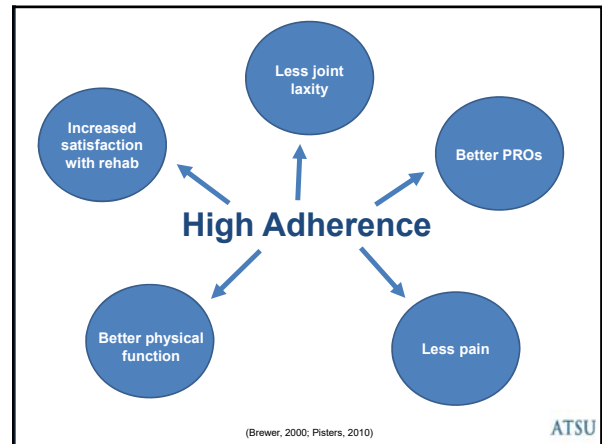 Less joint
laxity
Increased
satisfaction
with rehab
Better PROs
High Adherence
Better physical
function
Less pain
(Brewer, 2000; Pisters, 2010)
ATSU